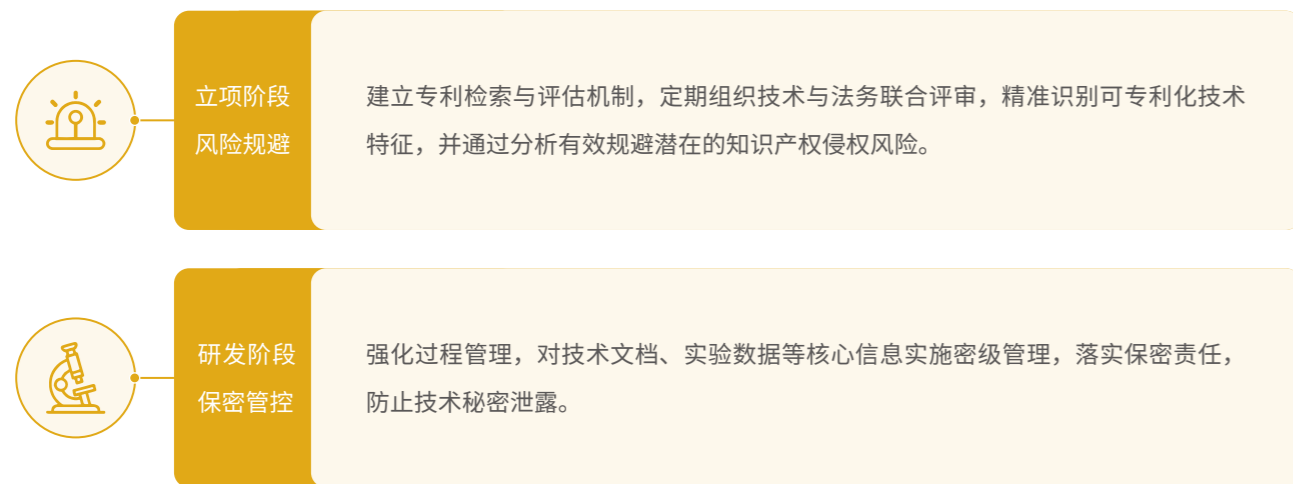 立项阶段
风险规避
建立专利检索与评估机制，定期组织技术与法务联合评审，精准识别可专利化技术
特征，并通过分析有效规避潜在的知识产权侵权风险。
研发阶段
保密管控
强化过程管理，对技术文档、实验数据等核心信息实施密级管理，落实保密责任，
防止技术秘密泄露。